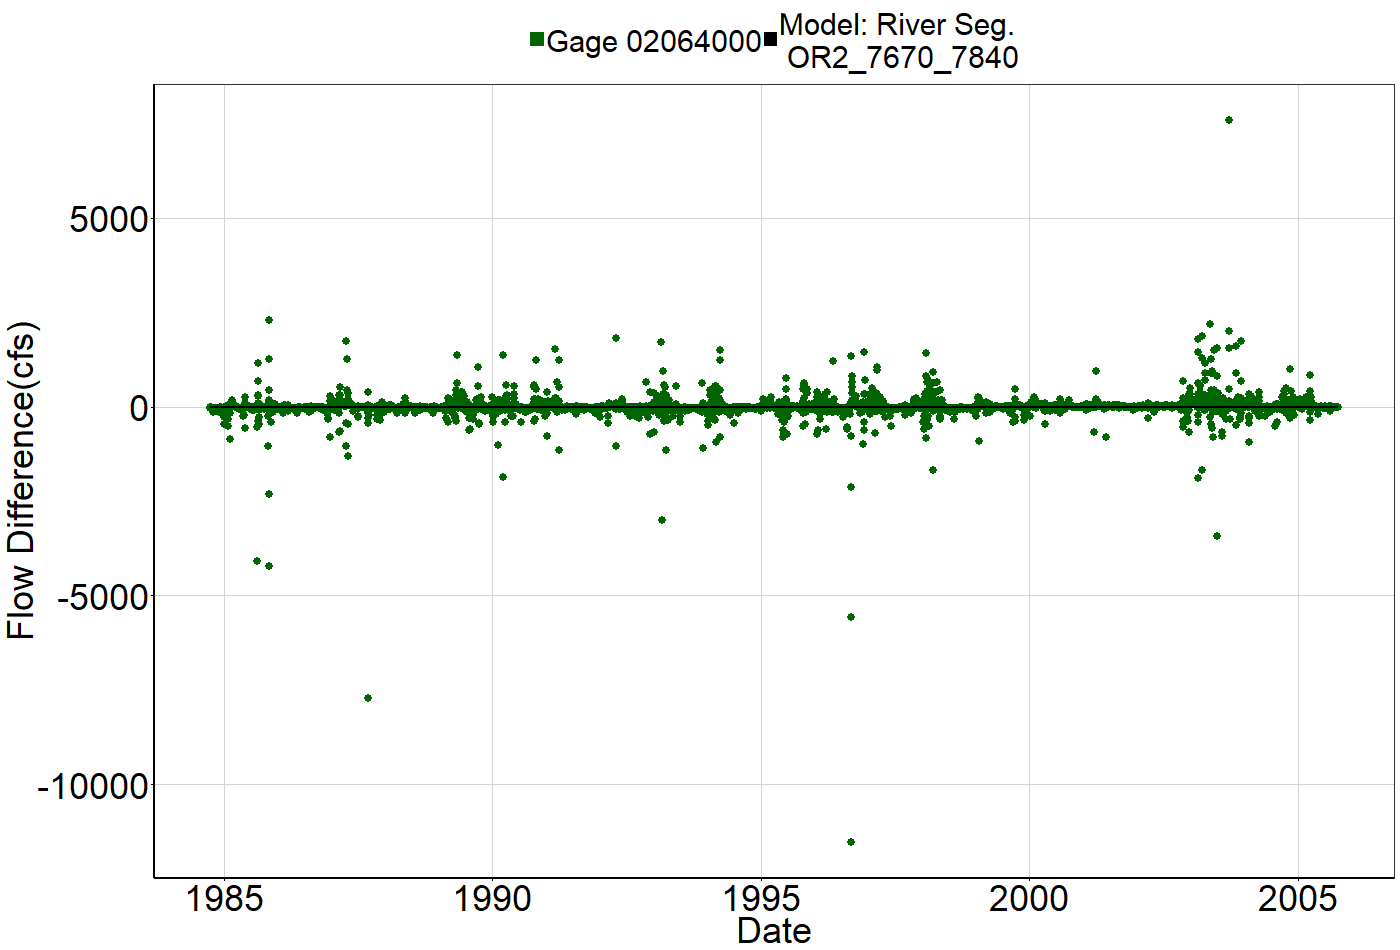 Gage 02064000
Model: River Seg.
OR2_7670_7840
Flow Difference(cfs)
5000
0
-5000
-10000
1985
1990
1995
2000
2005
Date